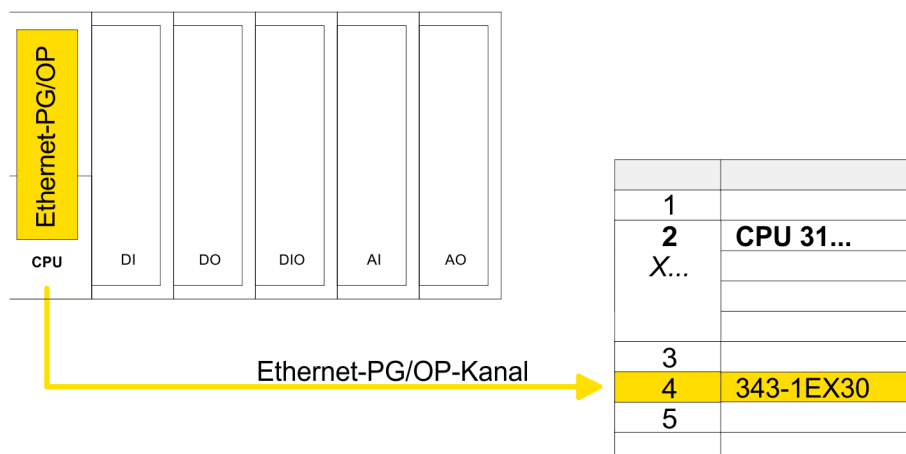 Ethernet-PG/OP
CPU
DI
DO
DIO
AI
AO
Ethernet-PG/OP-Kanal
1
2 CPU 31...
X...
3
4 343-1EX30
5